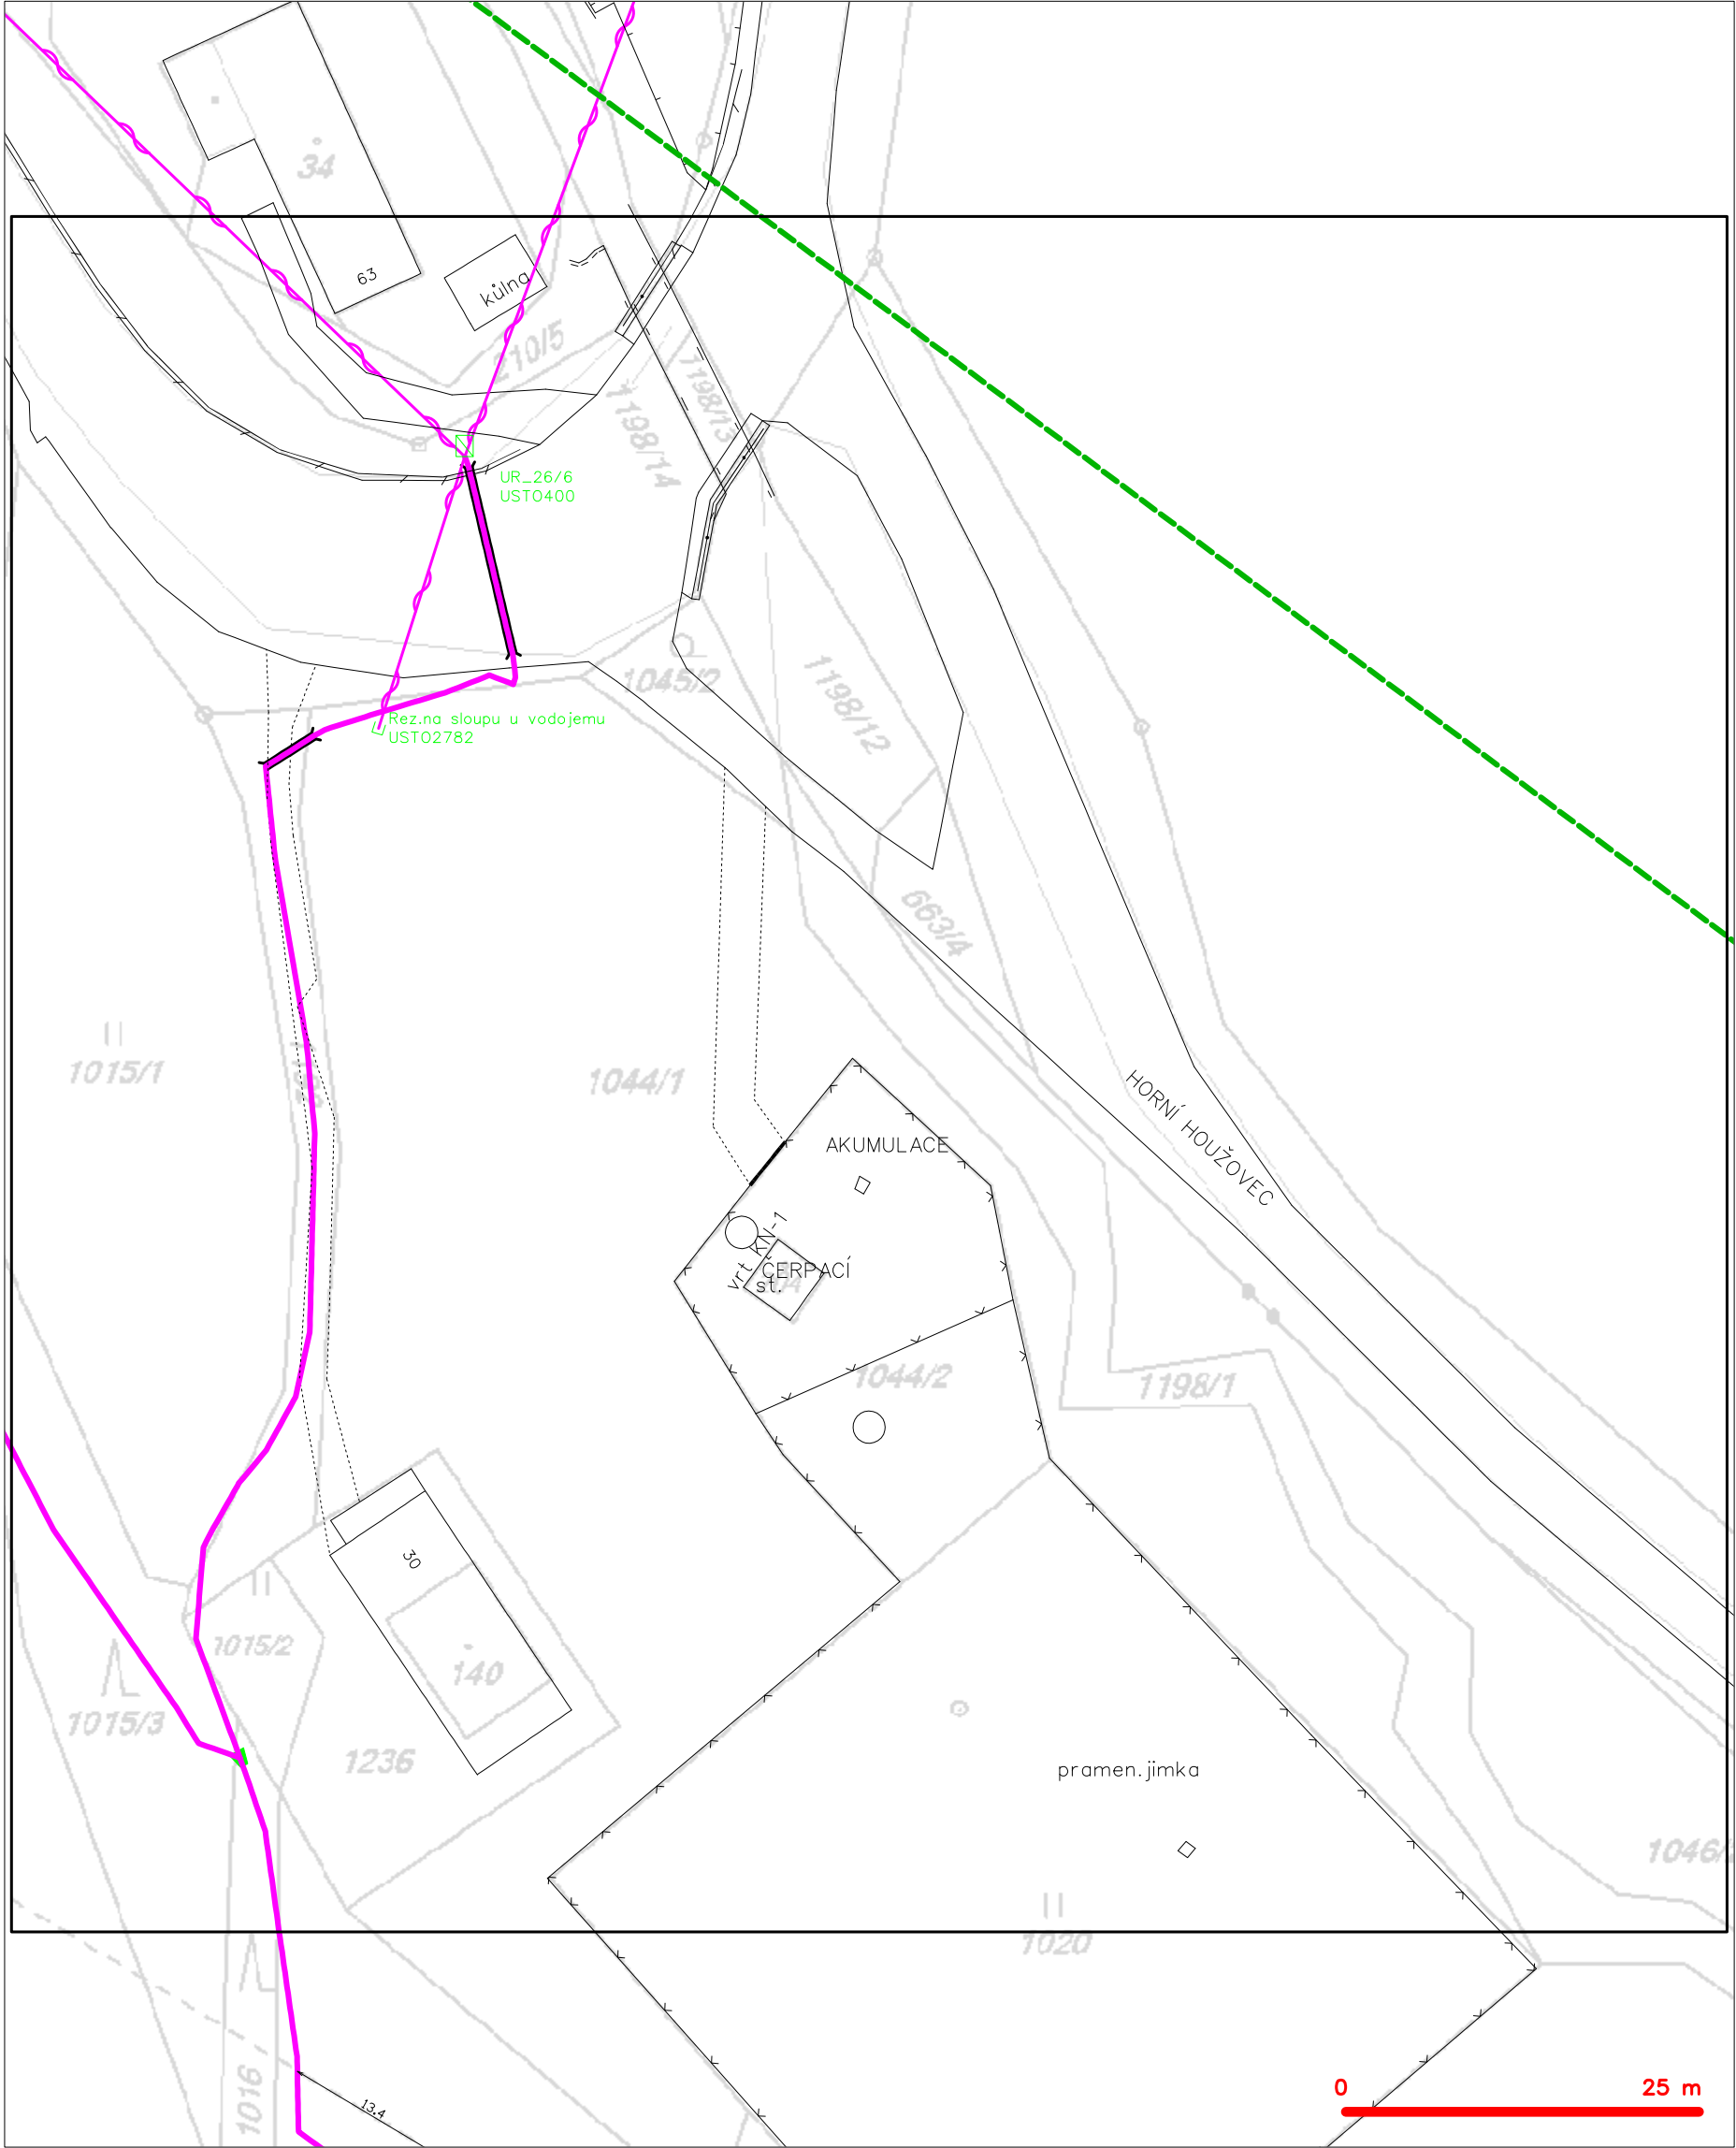 34
63
kůlna
210/5
1198/13
1198/14
UR_26/6
USTO400
1045/2
1198/12
Rez.na sloupu u vodojemu
USTO2782
663/4
1015/1
1044/1
HORNÍ HOUŽOVEC
AKUMULACE
vrt KN-1
ČERPACÍ
st.
1044/2
1198/1
30
1015/2
140
1015/3
1236
pramen.jimka
1020
1016
13.4
0 25 m